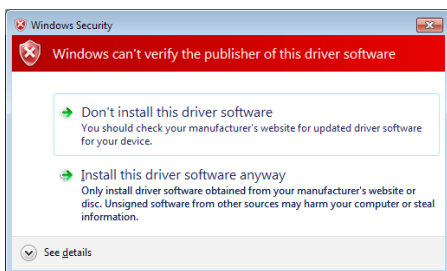 Windows Security
Windows can't verify the publisher of this driver software
Don't install this driver software
You should check your manufacturer's website for updated driver software
for your device.
Install this driver software anyway
Only install driver software obtained from your manufacturer's website or
disc. Unsigned software from other sources may harm your computer or steal
information.
See details